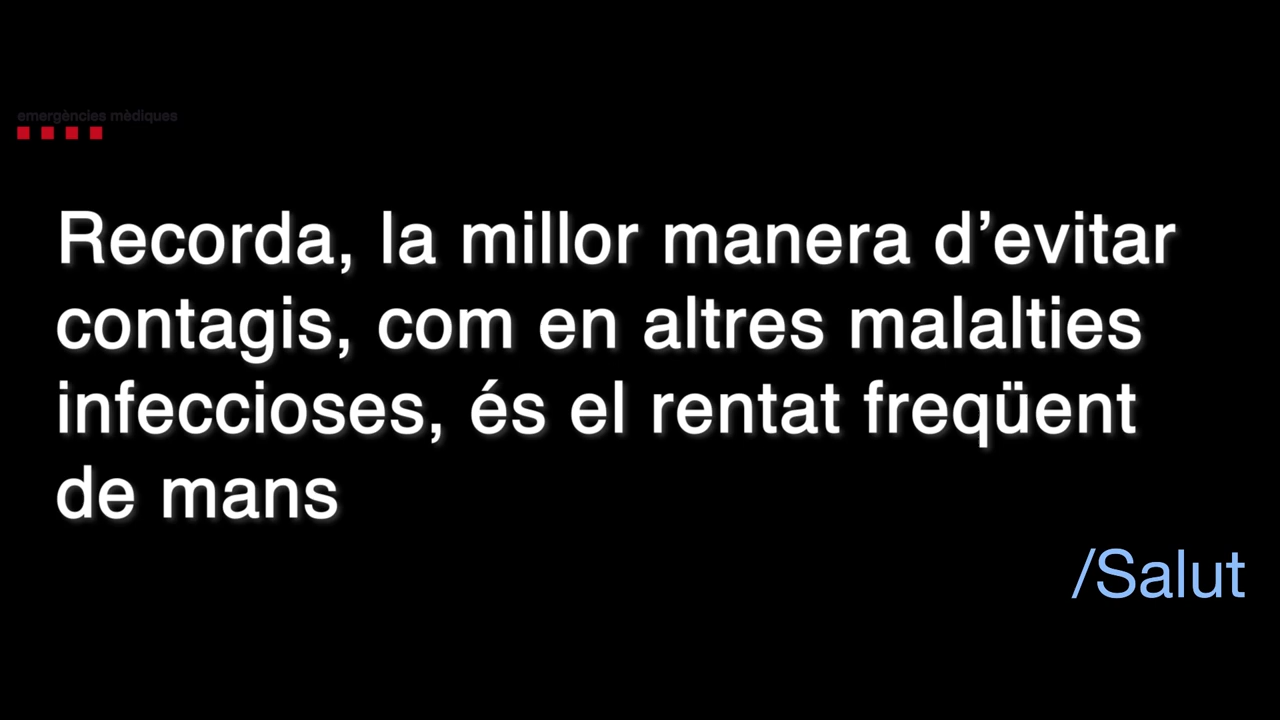 emergències mèdiques
Recorda, la millor manera d’evitar
contagis, com en altres malalties
infeccioses, és el rentat freqüent
de mans
/Salut